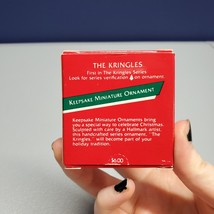 THE KRINGLES
First in The Kringles Series
Look for series verification on ornament.
KEEPSAKE MINIATURE ORNAMENT
Keepsake Miniature Ornaments bring
you a special way to celebrate Christmas.
Sculpted with care by a Hallmark artist,
this handcrafted series ornament, "The
Kringles" will become part of your
holiday tradition.
$6.00